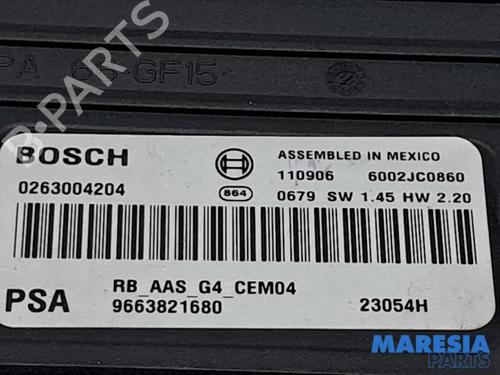 PA 66-GF15
B-PARTS
BOSCH
ASSEMBLED IN MEXICO
110906 6002JC0860
0263004204
864
0679 SW 1.45 HW 2.20
RB_AAS_G4_CEM04
PSA
9663821680
23054H
MARESIA
PARTS